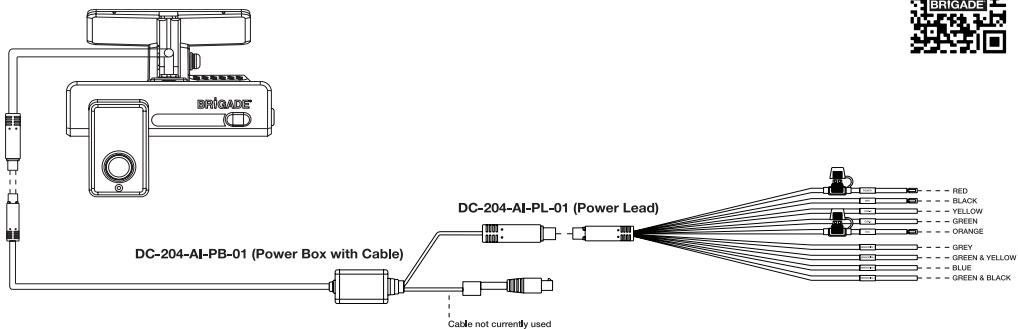 BRIGADE
BRIGADE
DC-204-AI-PL-01 (Power Lead)
DC-204-AI-PB-01 (Power Box with Cable)
Cable not currently used
RED
BLACK
YELLOW
GREEN
ORANGE
GREY
GREEN & YELLOW
BLUE
GREEN & BLACK